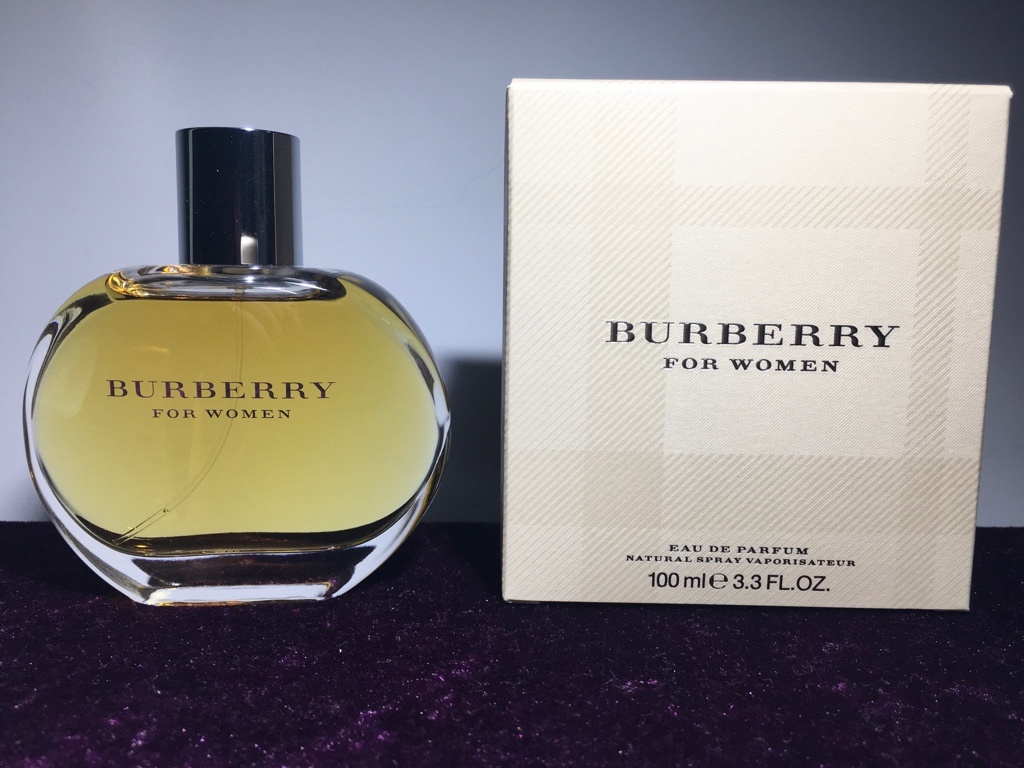 BURBERRY
FOR WOMEN
BURBERRY
FOR WOMEN
EAU DE PARFUM
NATURAL SPRAY VAPORISATEUR
100 ml ℮ 3.3 FL.OZ.